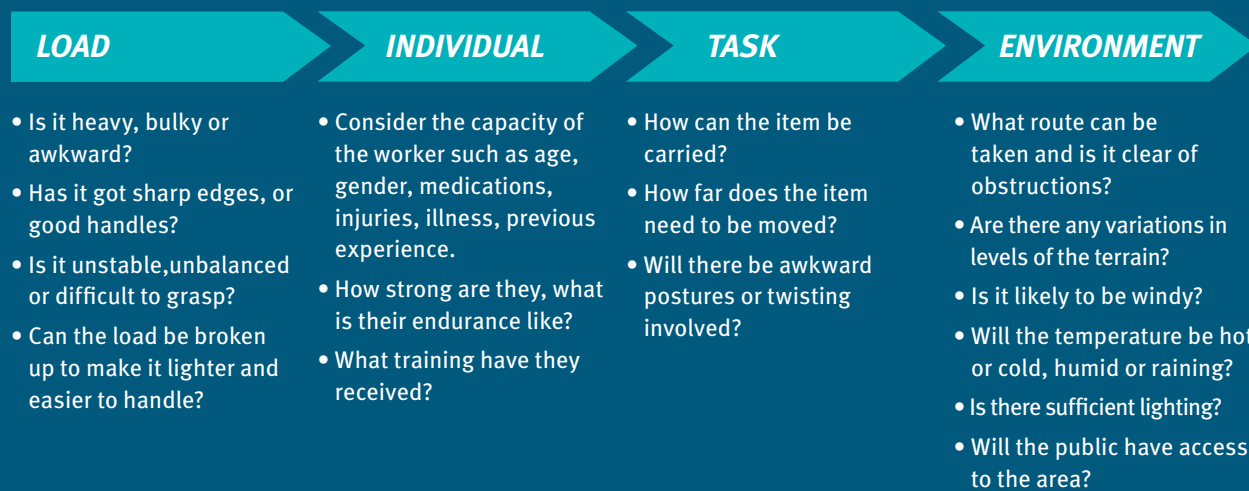 LOAD
• Is it heavy, bulky or
awkward?
• Has it got sharp edges, or
good handles?
• Is it unstable,unbalanced
or difficult to grasp?
• Can the load be broken
up to make it lighter and
easier to handle?
INDIVIDUAL
• Consider the capacity of
the worker such as age,
gender, medications,
injuries, illness, previous
experience.
• How strong are they, what
is their endurance like?
• What training have they
received?
TASK
• How can the item be
carried?
• How far does the item
need to be moved?
• Will there be awkward
postures or twisting
involved?
ENVIRONMENT
• What route can be
taken and is it clear of
obstructions?
• Are there any variations in
levels of the terrain?
• Is it likely to be windy?
• Will the temperature be hot
or cold, humid or raining?
• Is there sufficient lighting?
• Will the public have access
to the area?